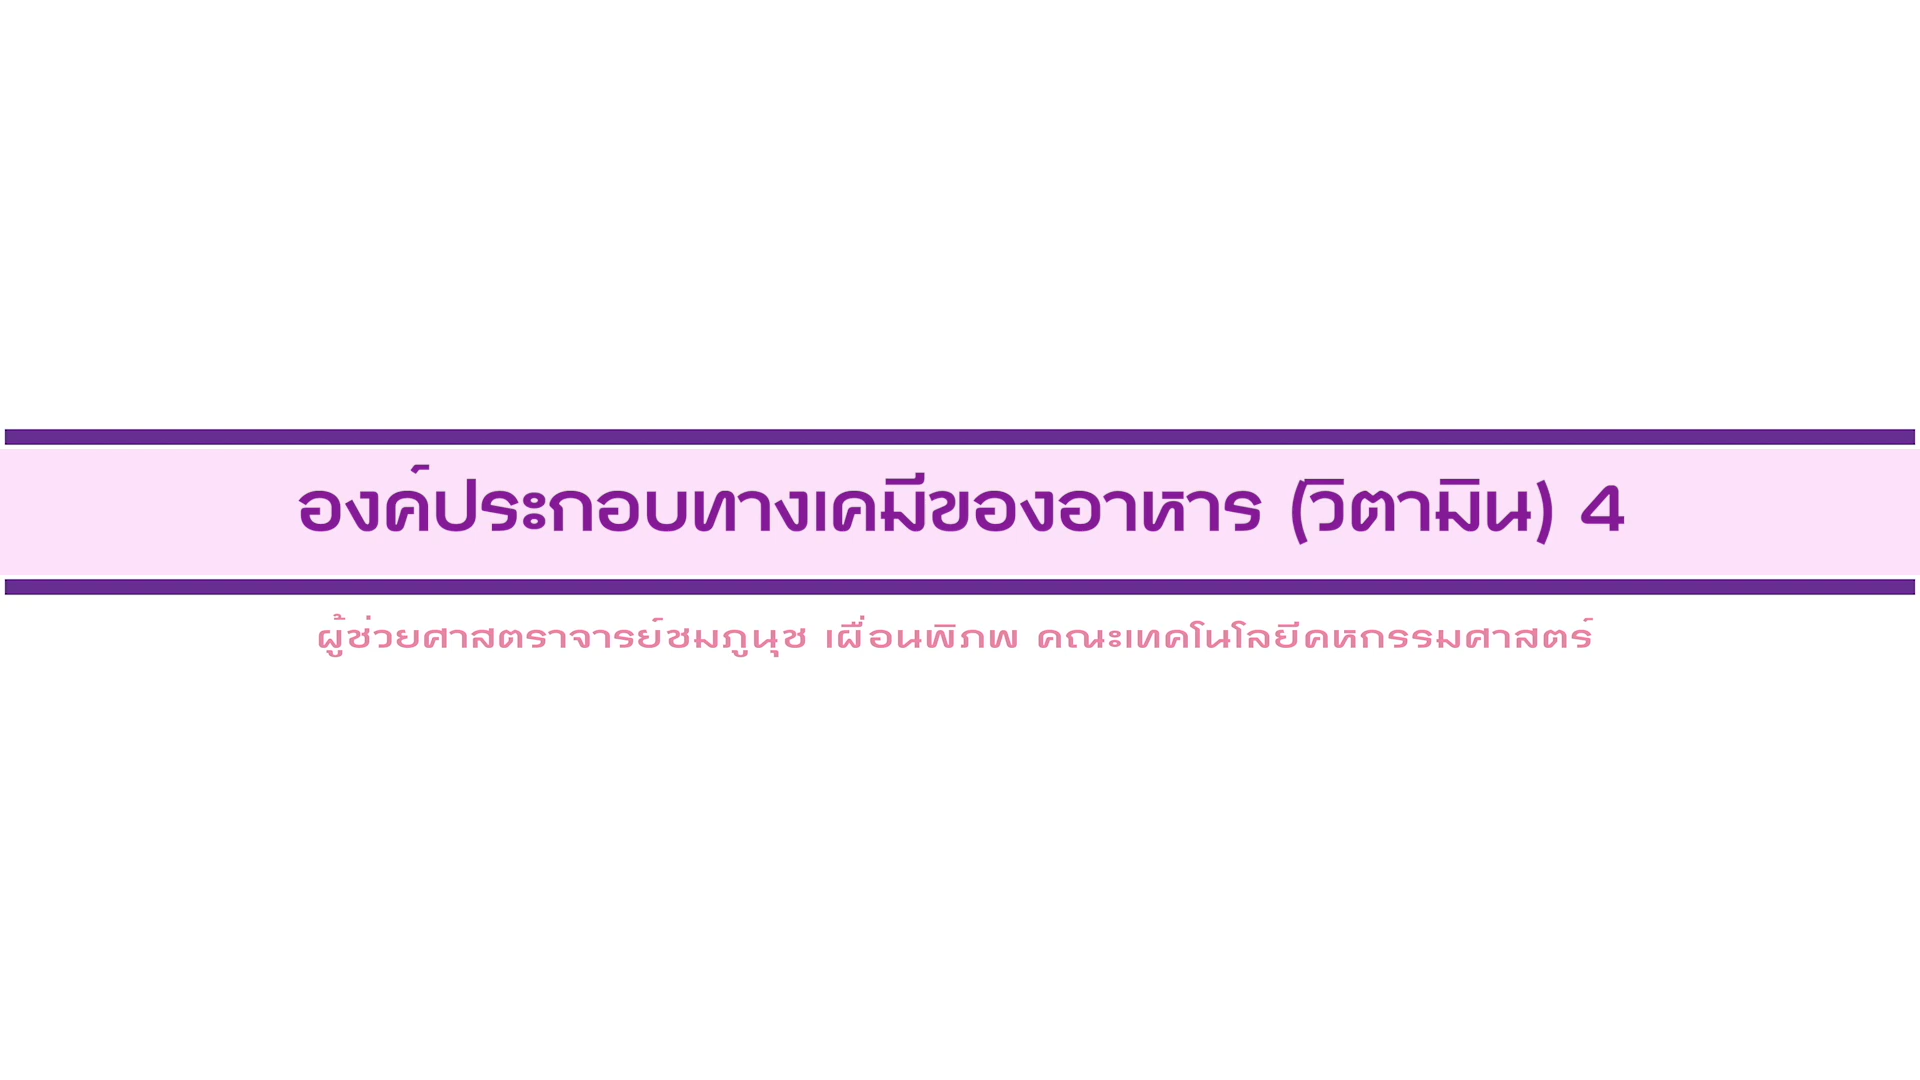 องค์ประกอบทางเคมีของอาหาร (วิตามิน) 4
ผู้ช่วยศาสตราจารย์ชมภูนุช เผื่อนพิภพ คณะเทคโนโลยีคหกรรมศาสตร์